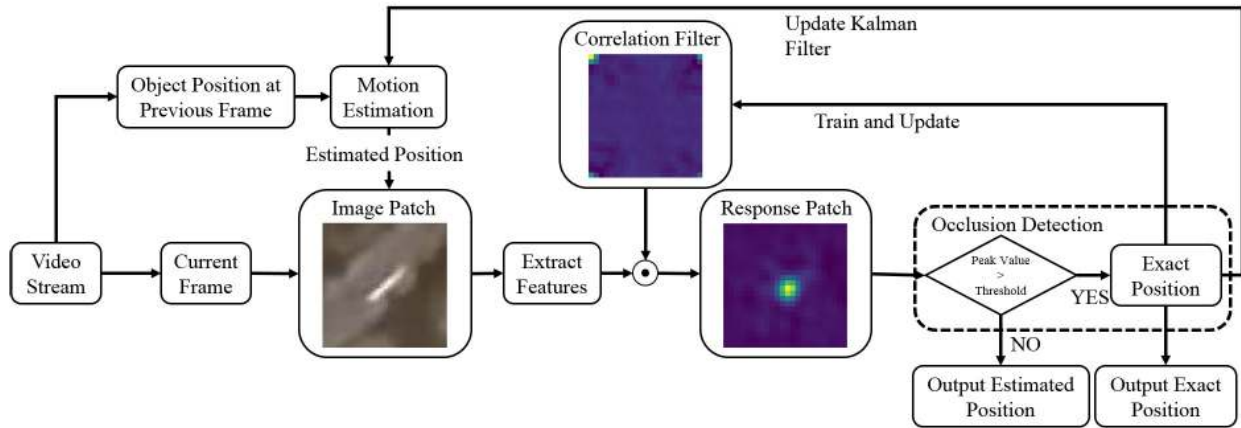 Update Kalman
Filter
Correlation Filter
Object Position at
Previous Frame
Motion
Estimation
Train and Update
Estimated Position
Image Patch
Response Patch
Occlusion Detection
Video
Stream
Current
Frame
Extract
Features
Peak Value
>
Threshold
YES
Exact
Position
NO
Output Estimated
Position
Output Exact
Position